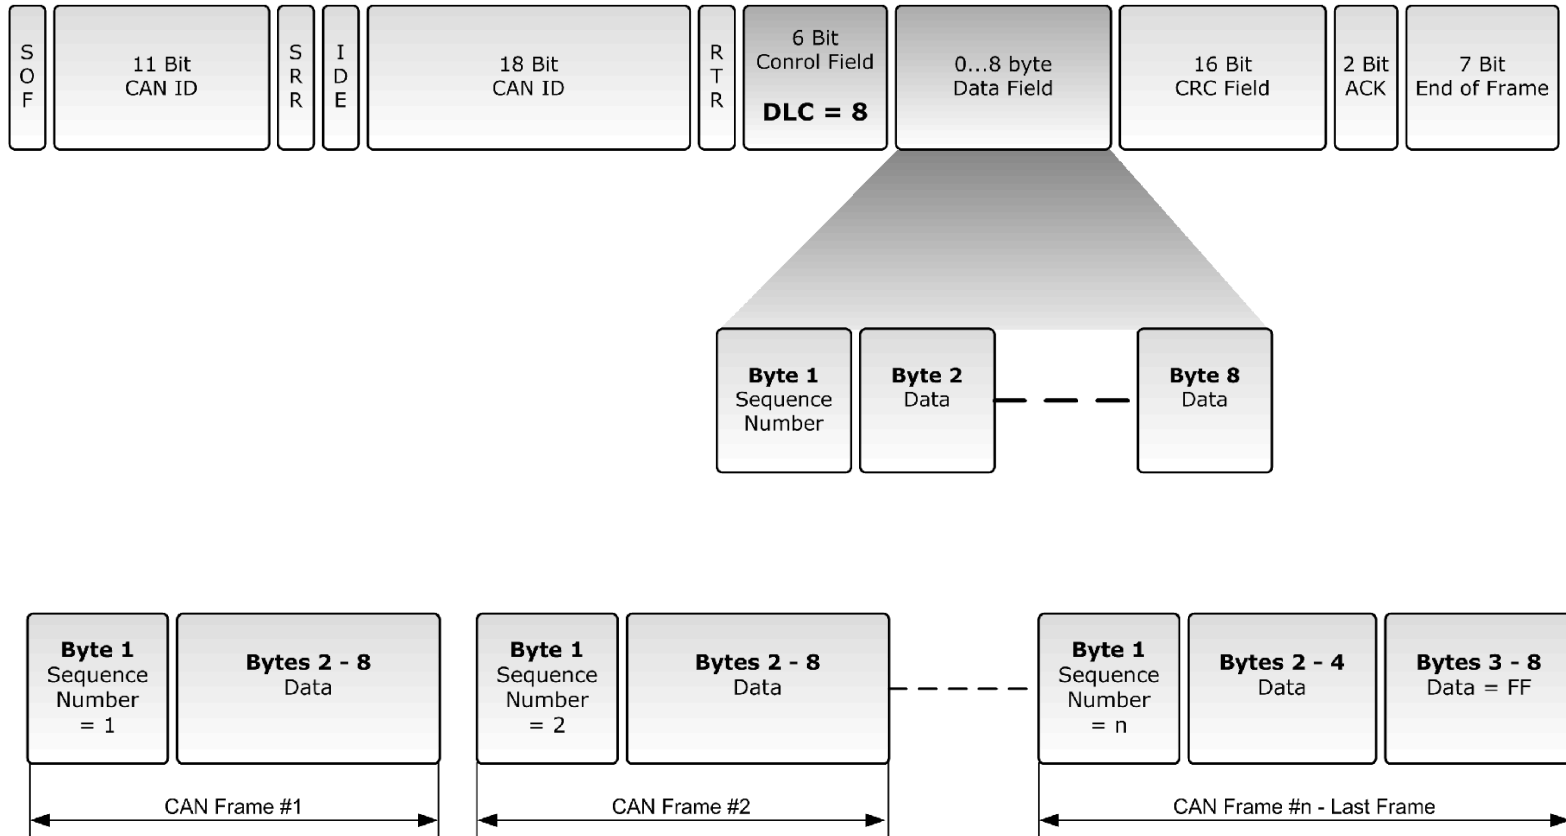 SOF
11 Bit
CAN ID
SRR
IDE
18 Bit
CAN ID
RTR
6 Bit
Conrol Field
DLC = 8
0...8 byte
Data Field
16 Bit
CRC Field
2 Bit
ACK
7 Bit
End of Frame
Byte 1
Sequence
Number
Byte 2
Data
Byte 8
Data
Byte 1
Sequence
Number
= 1
Bytes 2 - 8
Data
Byte 1
Sequence
Number
= 2
Bytes 2 - 8
Data
Byte 1
Sequence
Number
= n
Bytes 2 - 4
Data
Bytes 3 - 8
Data = FF
CAN Frame #1
CAN Frame #2
CAN Frame #n - Last Frame